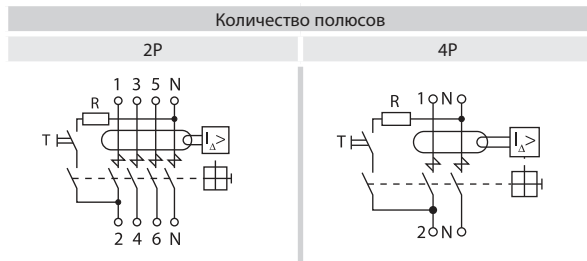 Количество полюсов
2P 4P
1 3 5 N
R
T
I△>
2 4 6 N
1 N
R
T
I△>
2 N